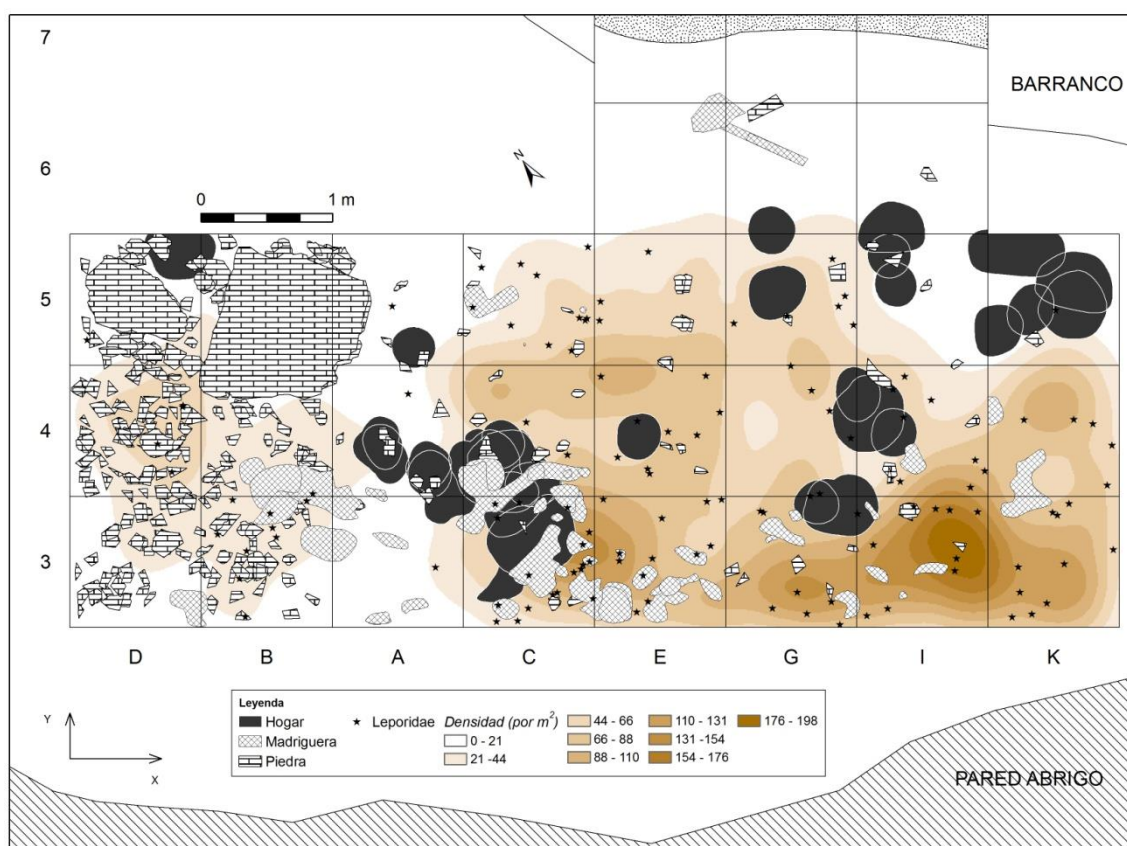 7
BARRANCO
6
N
0 1 m
5
4
3
D B A C E G I K
Y
X
Leyenda
Hogar
Madriguera
Piedra
Leporidae
Densidad (por m²)
0 - 21
21 -44
44 - 66
66 - 88
88 - 110
110 - 131
131 -154
154 - 176
176 - 198
PARED ABRIGO